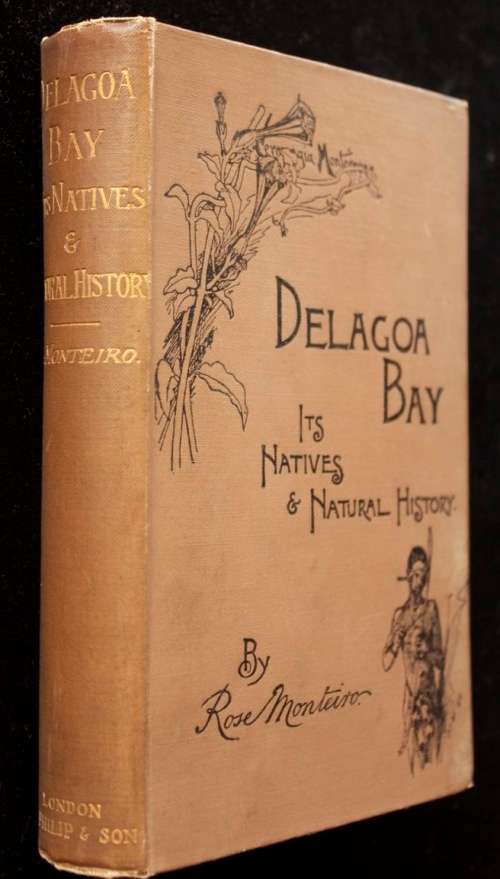 DELAGOA
BAY
ITS NATIVES
&
NATURAL HISTORY
MONTEIRO.
LONDON
PHILIP & SON
Monteiroae
DELAGOA
BAY
ITS
NATIVES
& NATURAL HISTORY.
By
Rose Monteiro.